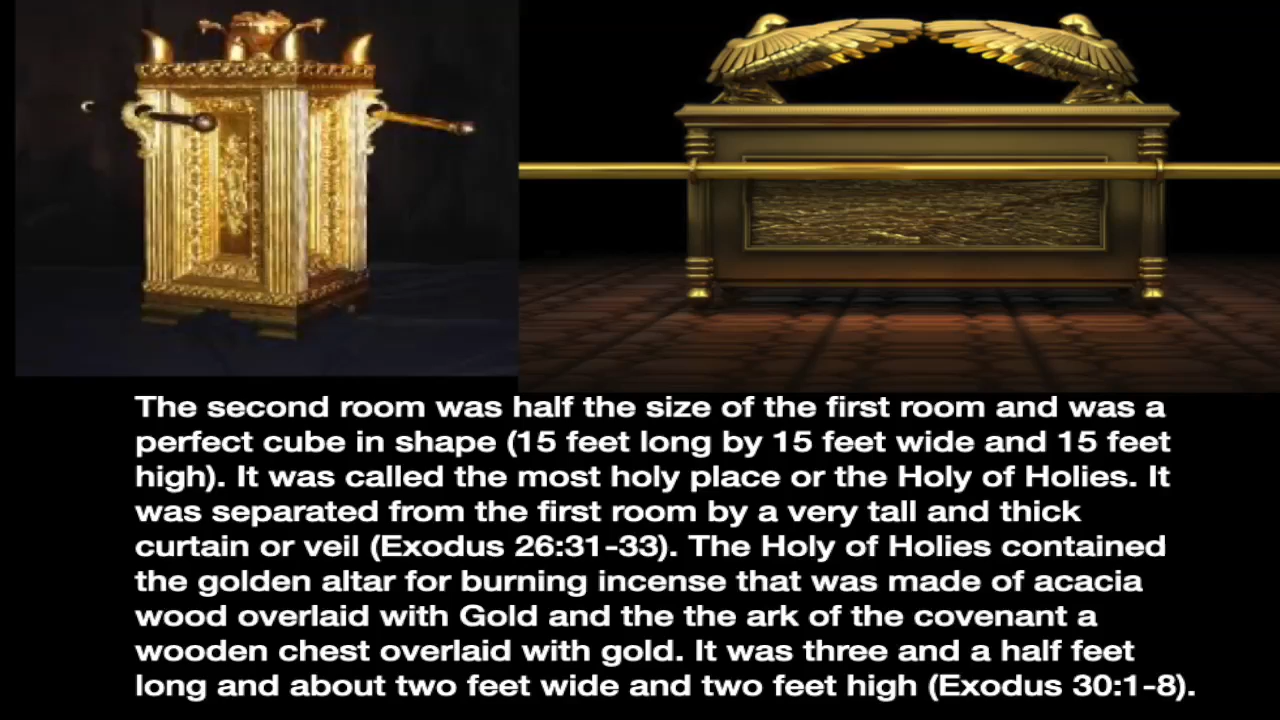 The second room was half the size of the first room and was a
perfect cube in shape (15 feet long by 15 feet wide and 15 feet
high). It was called the most holy place or the Holy of Holies. It
was separated from the first room by a very tall and thick
curtain or veil (Exodus 26:31-33). The Holy of Holies contained
the golden altar for burning incense that was made of acacia
wood overlaid with Gold and the the ark of the covenant a
wooden chest overlaid with gold. It was three and a half feet
long and about two feet wide and two feet high (Exodus 30:1-8).